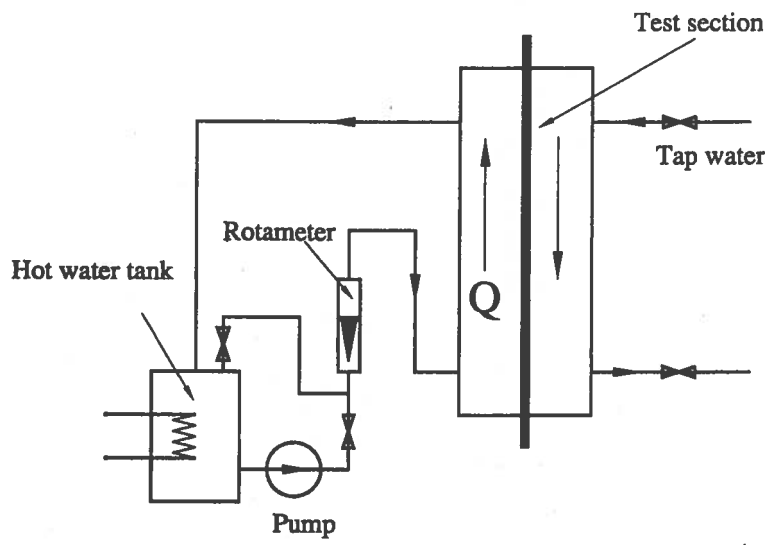 Test section
Tap water
Rotameter
Hot water tank
Q
Pump